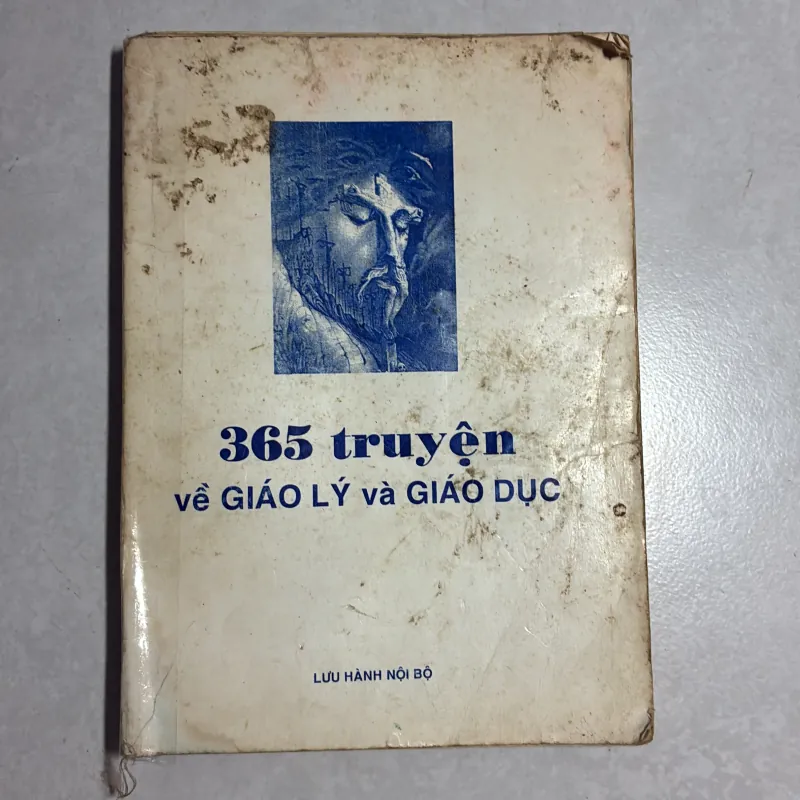 365 truyện
về GIÁO LÝ và GIÁO DỤC
LƯU HÀNH NỘI BỘ